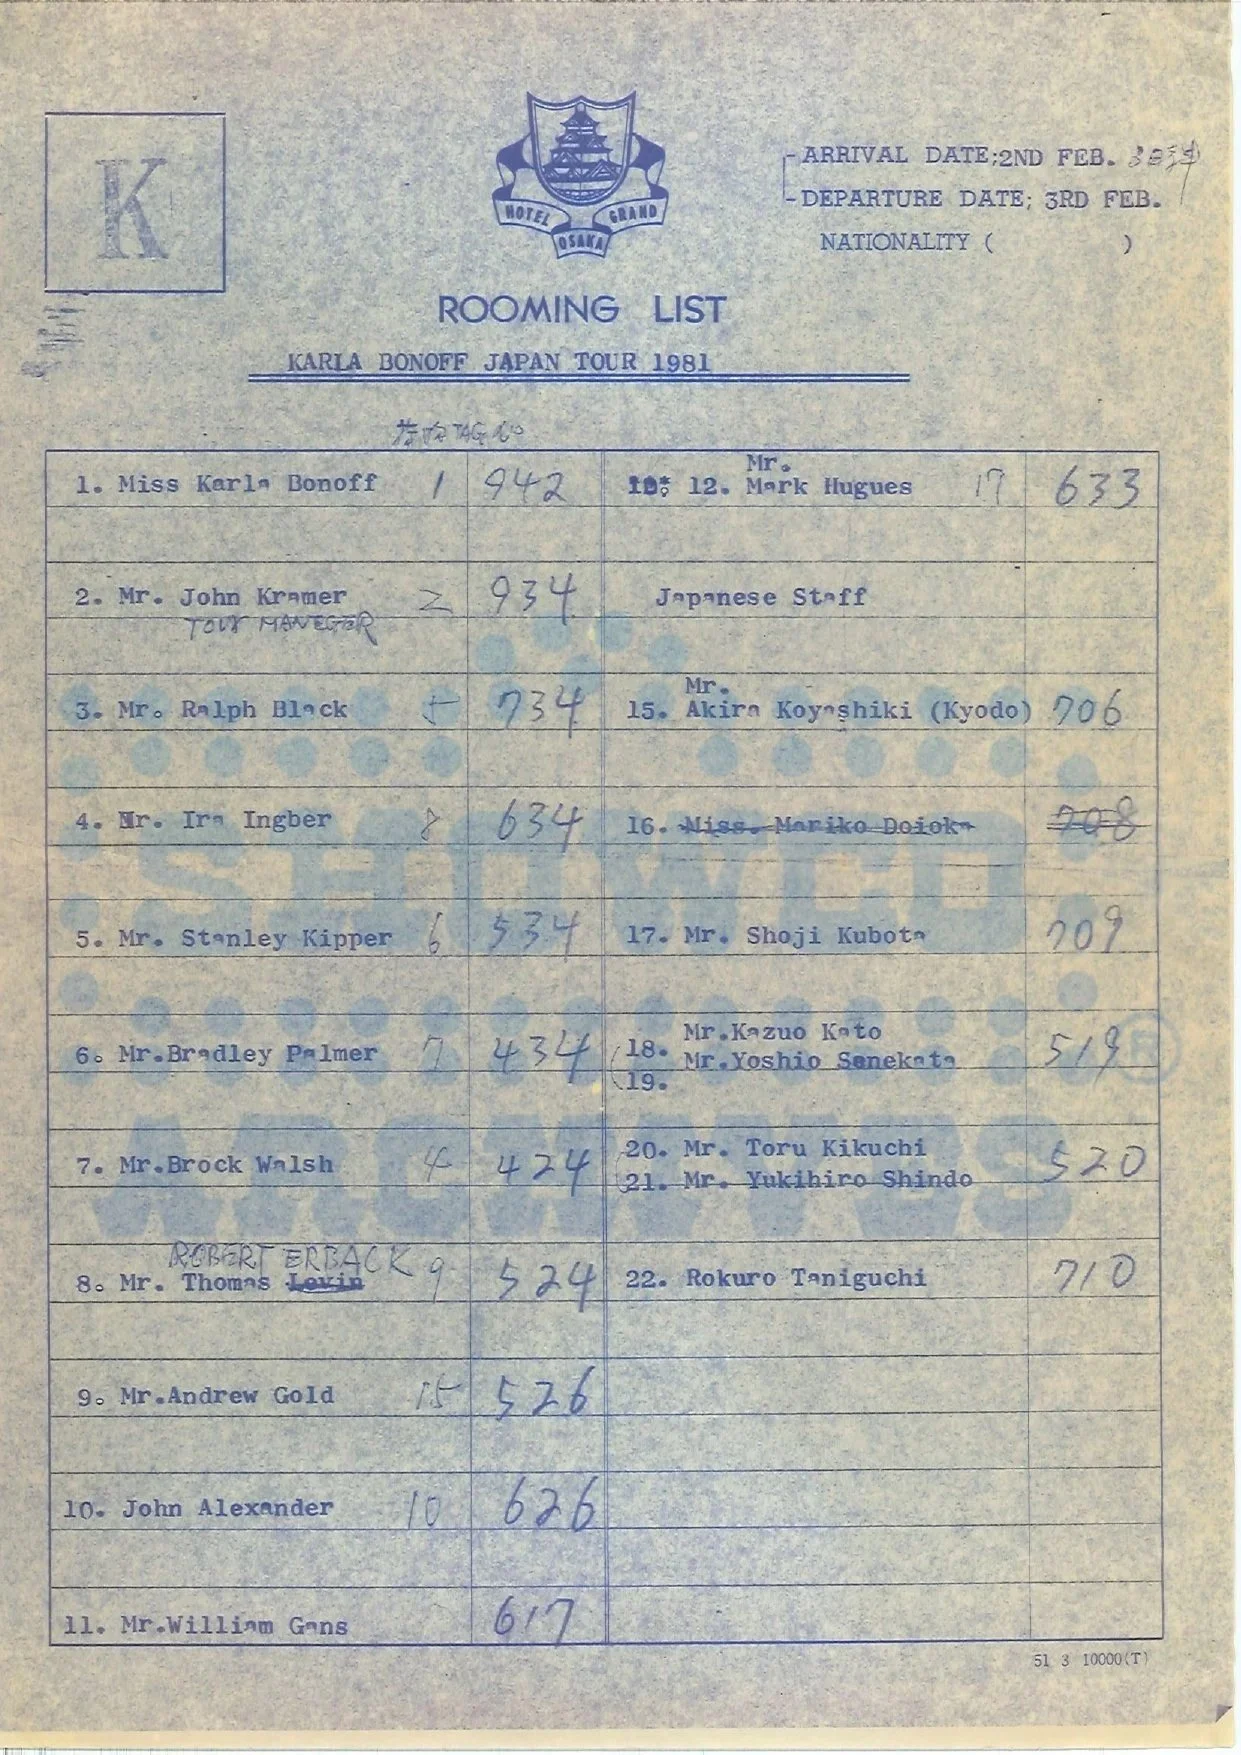 K
HOTEL GRAND
OSAKA
ARRIVAL DATE;2ND FEB.
DEPARTURE DATE; 3RD FEB.
NATIONALITY ( )
ROOMING LIST
KARLA BONOFF JAPAN TOUR 1981
TAG No
1. Miss Karla Bonoff 1 942
2. Mr. John Kramer 2 934
TOUR MANEGER
3. Mr. Ralph Black 5 734
4. Mr. Ira Ingber 8 634
5. Mr. Stanley Kipper 6 534
6. Mr.Bradley Palmer 7 434
7. Mr.Brock Walsh 4 424
ROBERT ERBACK 9
8. Mr. Thomas Levin 524
9. Mr.Andrew Gold 15 526
10. John Alexander 10 626
11. Mr.William Gans 617
Mr.
12. Mark Hugues 17 633
Japanese Staff
Mr.
15. Akira Koyashiki (Kyodo) 706
16. Miss. Mariko Doioka 708
17. Mr. Shoji Kubota 709
Mr.Kazuo Kato
18. Mr.Yoshio Sanekata 519
19.
20. Mr. Toru Kikuchi
21. Mr. Yukihiro Shindo 520
22. Rokuro Taniguchi 710
SHOWCO
51 3 10000(T)